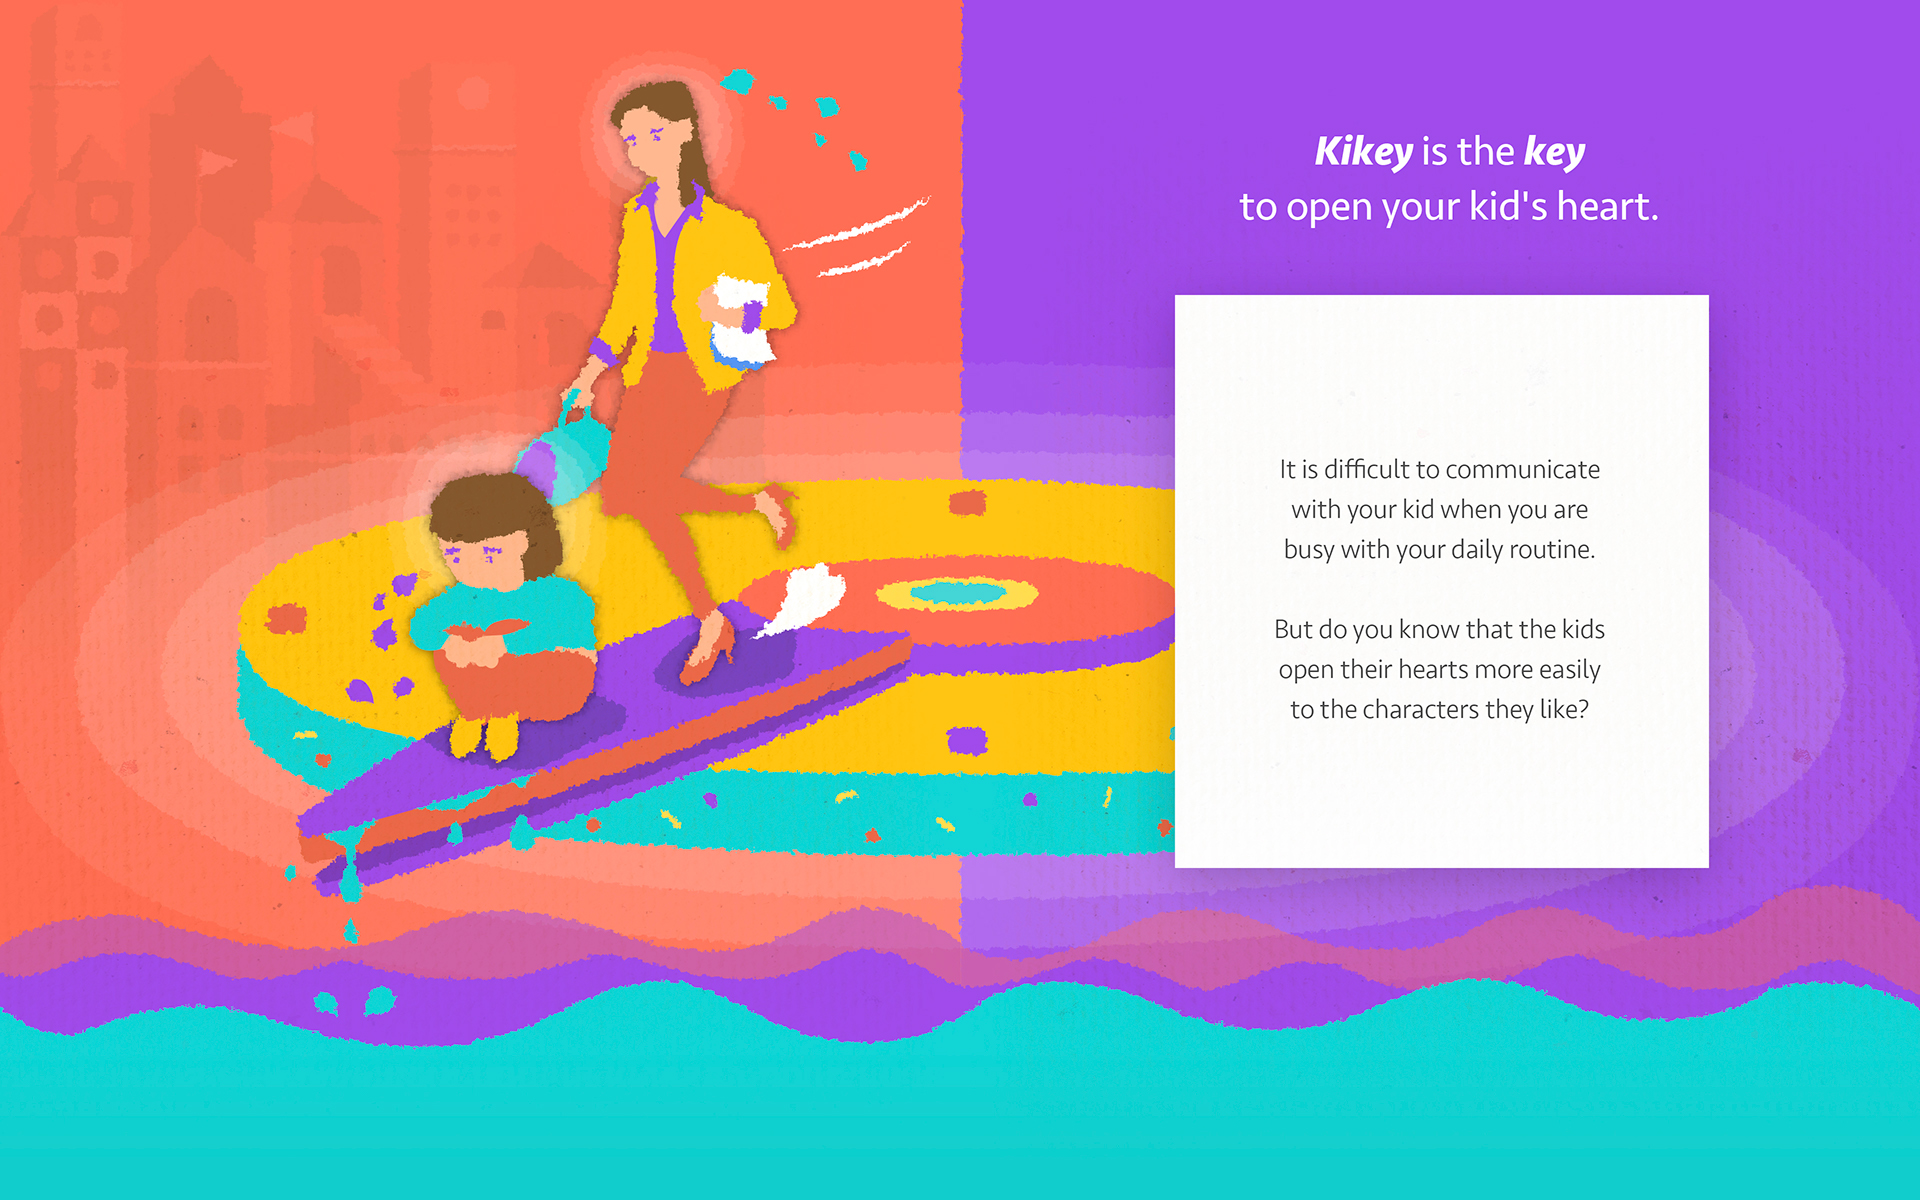 Kikey is the key
to open your kid's heart.
It is difficult to communicate
with your kid when you are
busy with your daily routine.
But do you know that the kids
open their hearts more easily
to the characters they like?